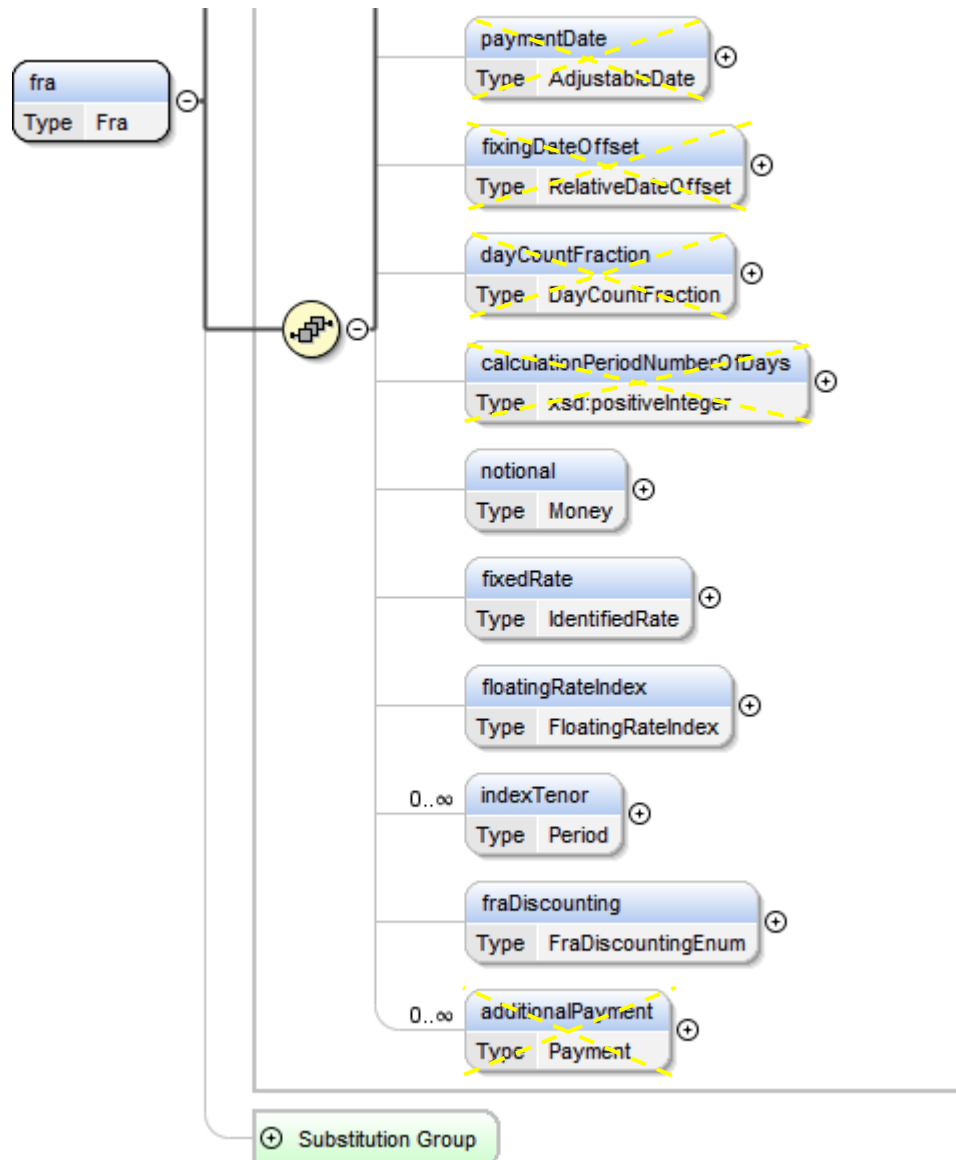 paymentDate
Type AdjustableDate
fra
Type Fra
fixingDateOffset
Type RelativeDateOffset
dayCountFraction
Type DayCountFraction
calculationPeriodNumberOfDays
Type xsd:positiveInteger
notional
Type Money
fixedRate
Type IdentifiedRate
floatingRateIndex
Type FloatingRateIndex
0..∞ indexTenor
Type Period
fraDiscounting
Type FraDiscountingEnum
0..∞ additionalPayment
Type Payment
Substitution Group